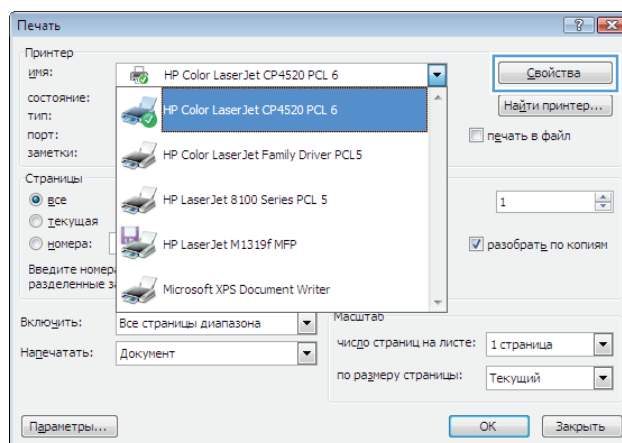 Печать
Принтер
имя: HP Color LaserJet CP4520 PCL 6 Свойства
состояние: HP Color LaserJet CP4520 PCL 6 Найти принтер...
тип:
порт: HP Color LaserJet Family Driver PCL5 печать в файл
заметки:
Страницы
все HP LaserJet 8100 Series PCL 5 1
текущая
номера: HP LaserJet M1319f MFP разобрать по копиям
Введите
разделенные Microsoft XPS Document Writer
Включить: Все страницы диапазона Масштаб
число страниц на листе: 1 страница
Напечатать: Документ
по размеру страницы: Текущий
Параметры... OK Закрыть